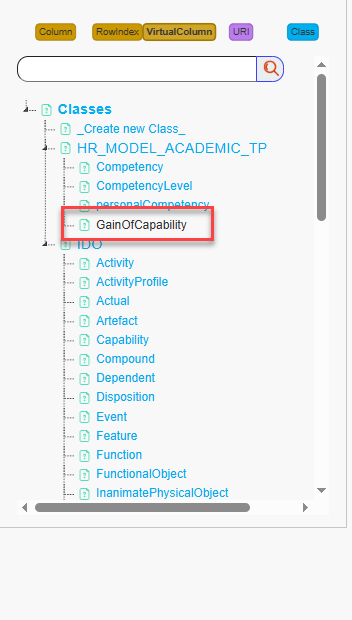 Column RowIndex VirtualColumn URI Class
Classes
_Create new Class_
HR_MODEL_ACADEMIC_TP
Competency
CompetencyLevel
personalCompetency
GainOfCapability
IDO
Activity
ActivityProfile
Actual
Artefact
Capability
Compound
Dependent
Disposition
Event
Feature
Function
FunctionalObject
InanimatePhysicalObject